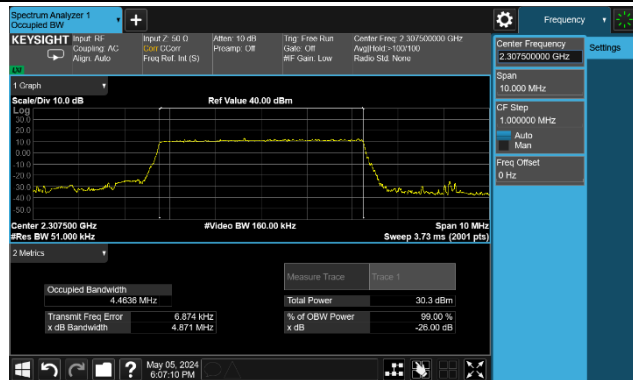 Spectrum Analyzer 1
Occupied BW
Frequency
KEYSIGHT
Input: RF
Coupling: AC
Align: Auto
Input Z: 50 Ω
Corr CCorr
Freq Ref: Int (S)
Atten: 10 dB
Preamp: Off
Trig: Free Run
Gate: Off
#IF Gain: Low
Center Freq: 2.307500000 GHz
Avg|Hold:>100/100
Radio Std: None
Center Frequency
2.307500000 GHz
Settings
Span
10.000 MHz
CF Step
1.000000 MHz
Auto
Man
Freq Offset
0 Hz
LM
1 Graph
Scale/Div 10.0 dB
Ref Value 40.00 dBm
Log
30.0
20.0
10.0
0.00
-10.0
-20.0
-30.0
-40.0
-50.0
Center 2.307500 GHz
#Video BW 160.00 kHz
Span 10 MHz
#Res BW 51.000 kHz
Sweep 3.73 ms (2001 pts)
2 Metrics
Measure Trace
Trace 1
Occupied Bandwidth
4.4636 MHz
Total Power
30.3 dBm
Transmit Freq Error
6.874 kHz
% of OBW Power
99.00 %
x dB Bandwidth
4.871 MHz
x dB
-26.00 dB
?
May 05, 2024
6:07:10 PM